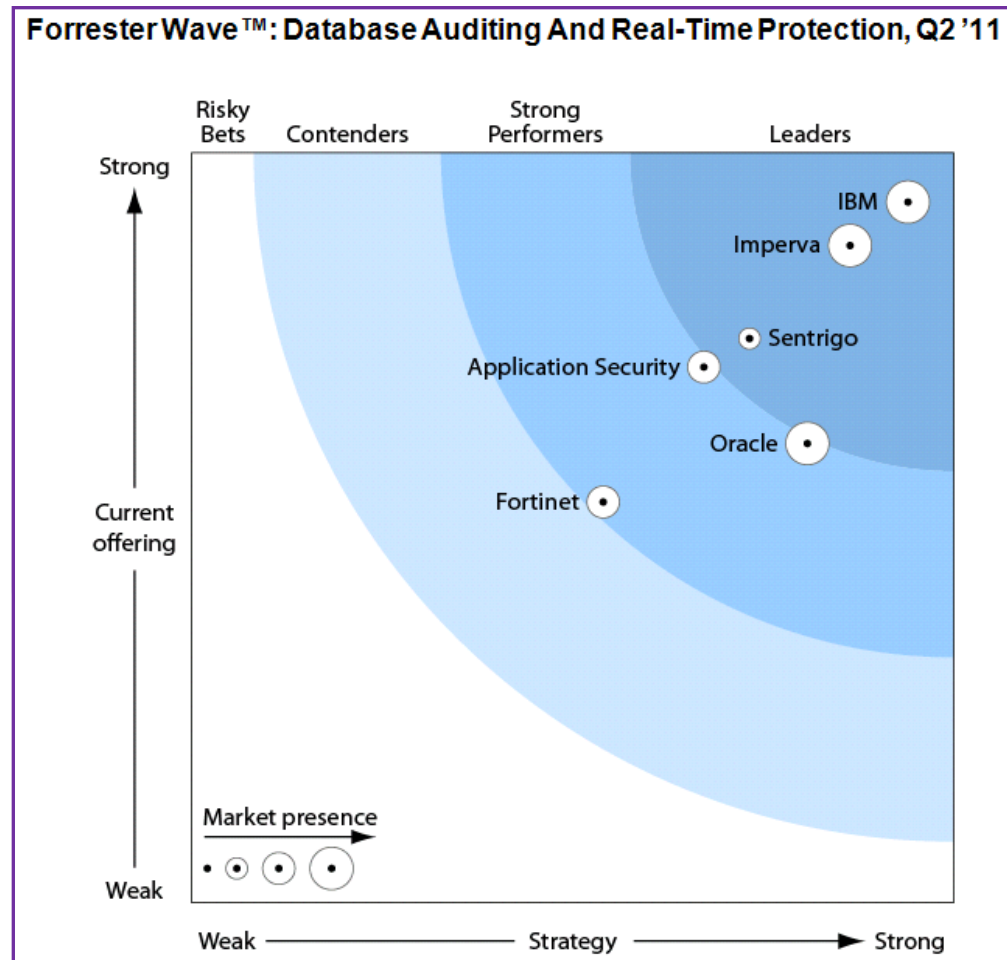 Forrester Wave™: Database Auditing And Real-Time Protection, Q2 ’11
Risky
Bets
Contenders
Strong
Performers
Leaders
Strong
IBM
Imperva
Sentrigo
Application Security
Oracle
Fortinet
Current
offering
Market presence
Weak
Weak
Strategy
Strong